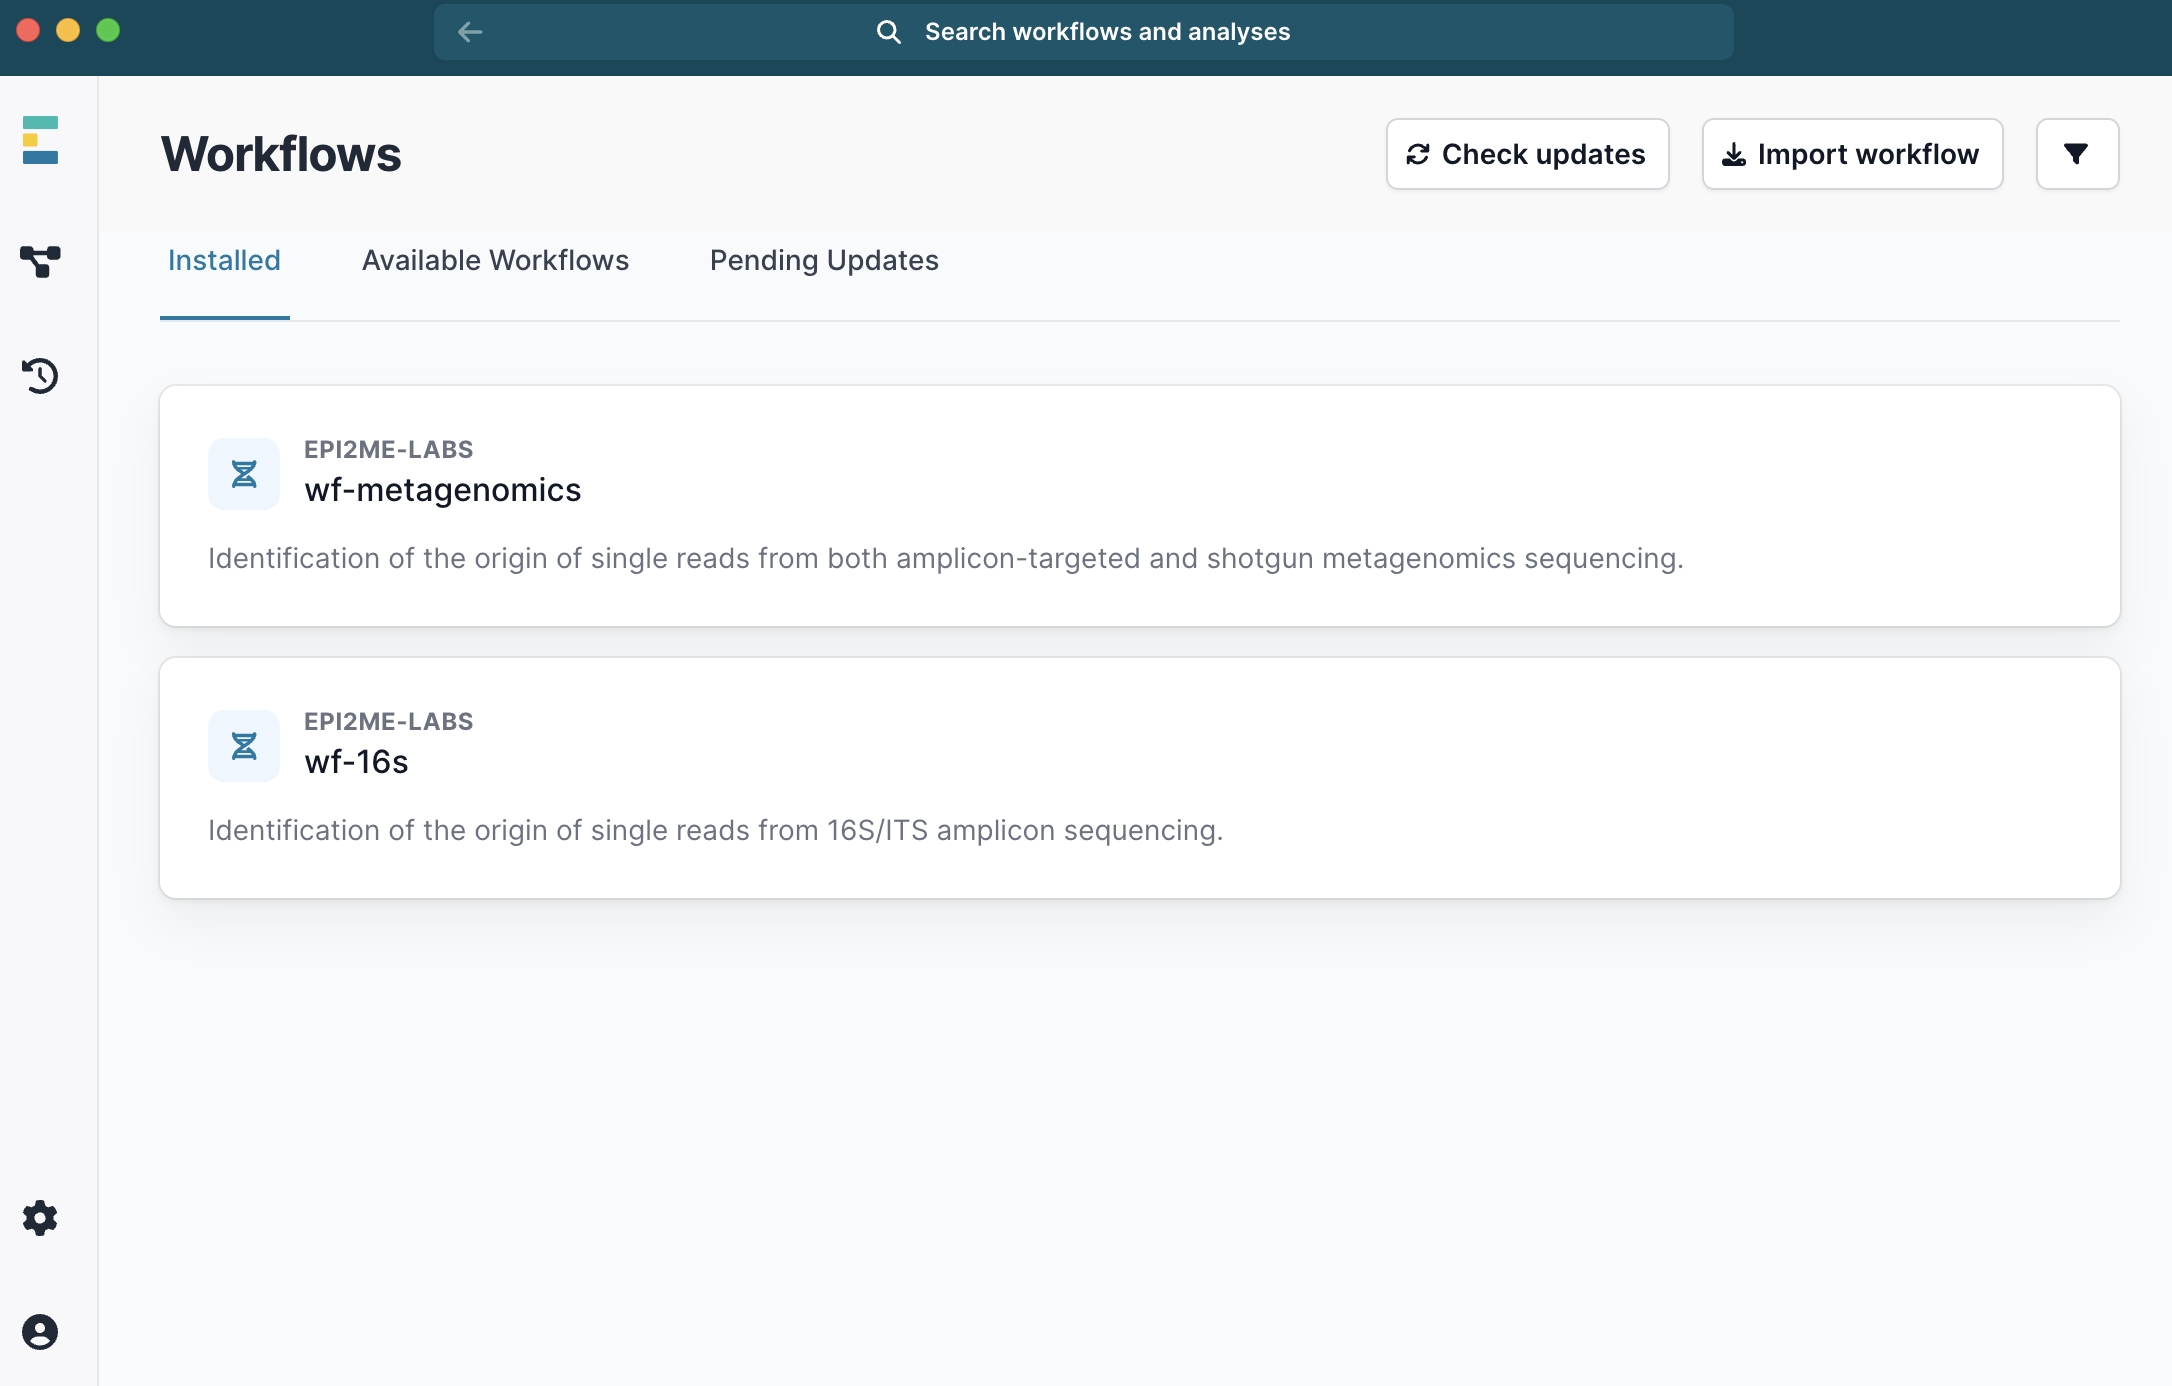 Search workflows and analyses
Workflows
Check updates
Import workflow
Installed
Available Workflows
Pending Updates
EPI2ME-LABS
wf-metagenomics
Identification of the origin of single reads from both amplicon-targeted and shotgun metagenomics sequencing.
EPI2ME-LABS
wf-16s
Identification of the origin of single reads from 16S/ITS amplicon sequencing.